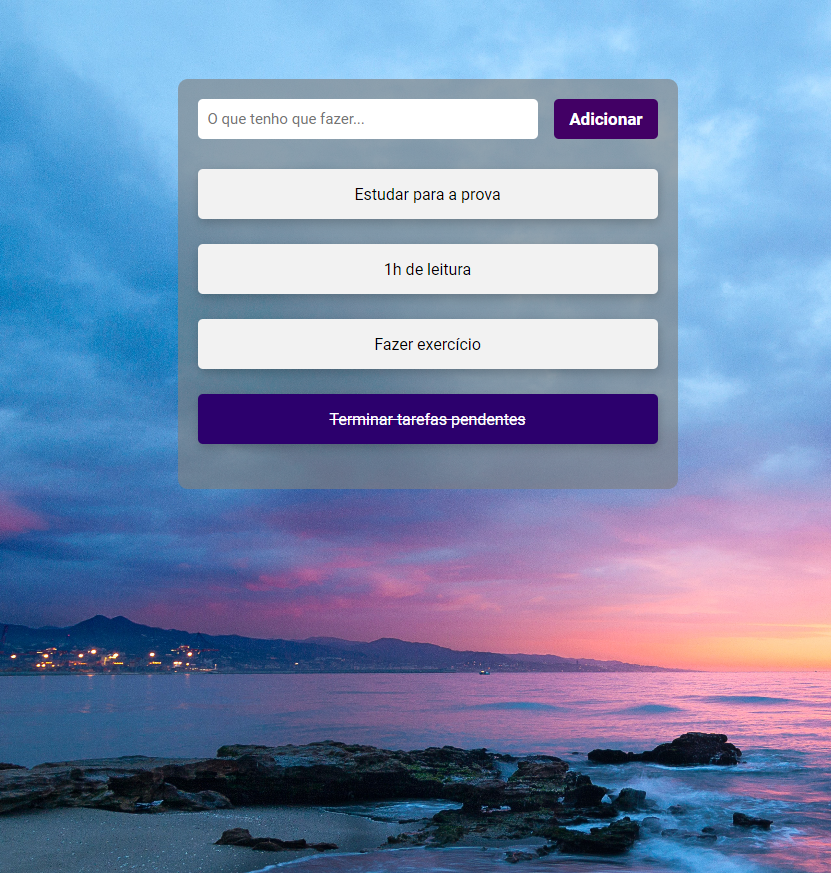 O que tenho que fazer...
Adicionar
Estudar para a prova
1h de leitura
Fazer exercício
Terminar tarefas pendentes